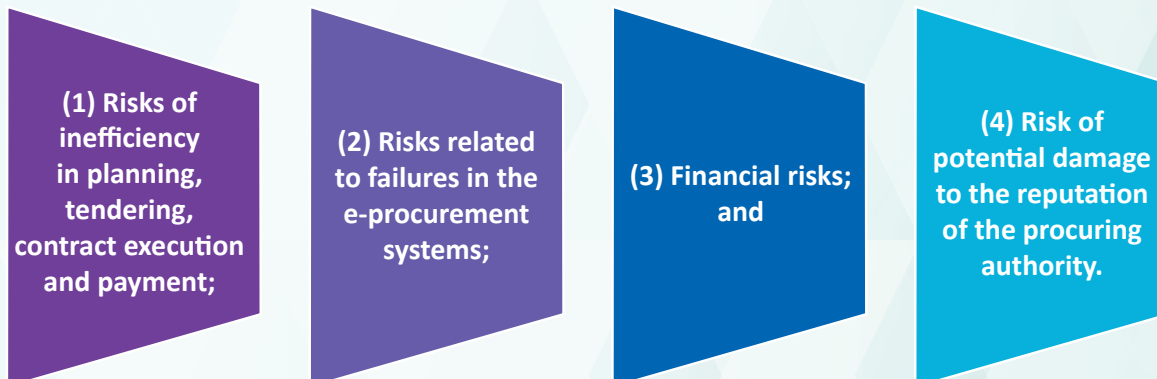 (1) Risks of
inefficiency
in planning,
tendering,
contract execution
and payment;
(2) Risks related
to failures in the
e-procurement
systems;
(3) Financial risks;
and
(4) Risk of
potential damage
to the reputation
of the procuring
authority.